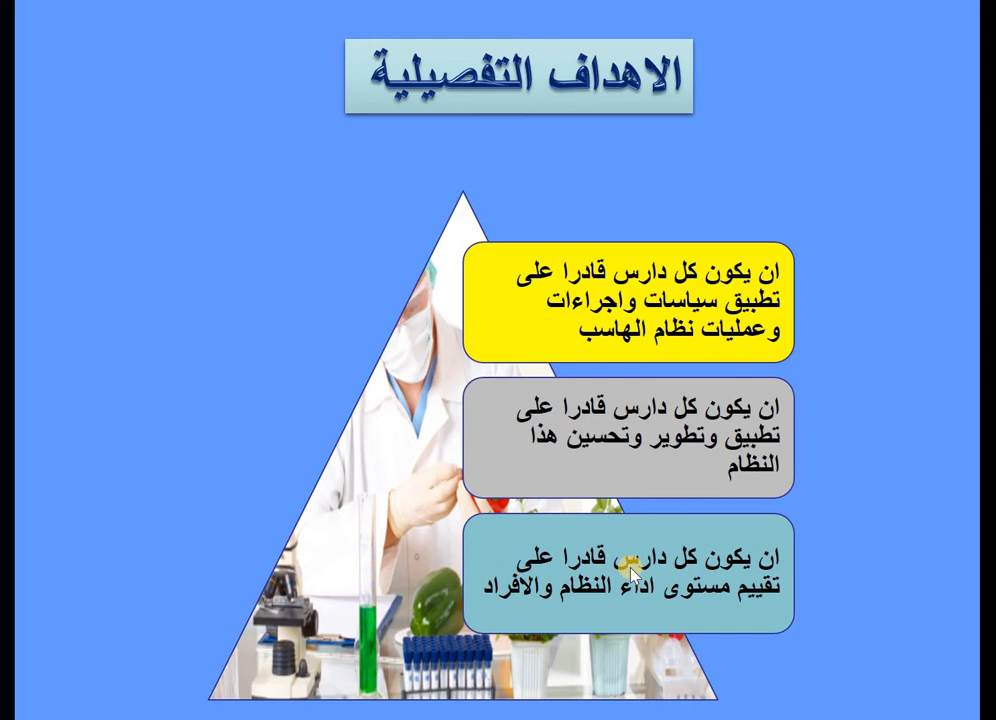 الاهداف التفصيلية
ان يكون كل دارس قادرا على
تطبيق سياسات واجراءات
وعمليات نظام الهاسب
ان يكون كل دارس قادرا على
تطبيق وتطوير وتحسين هذا
النظام
ان يكون كل دارس قادرا على
تقييم مستوى اداء النظام والافراد